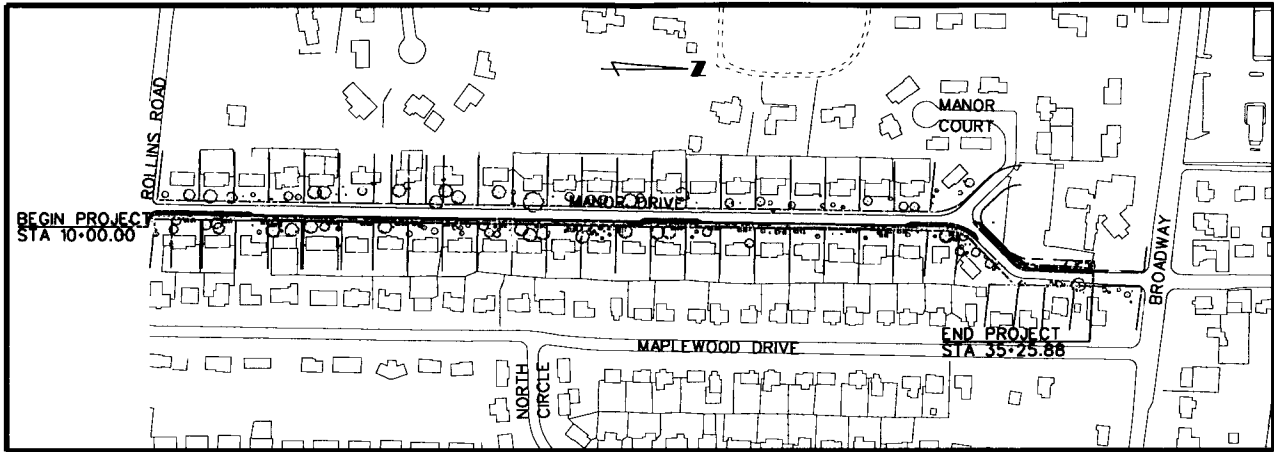 ROLLINS ROAD
BEGIN PROJECT
STA 10+00.00
MANOR DRIVE
Z
MANOR
COURT
BROADWAY
END PROJECT
STA 35+25.88
MAPLEWOOD DRIVE
NORTH
CIRCLE